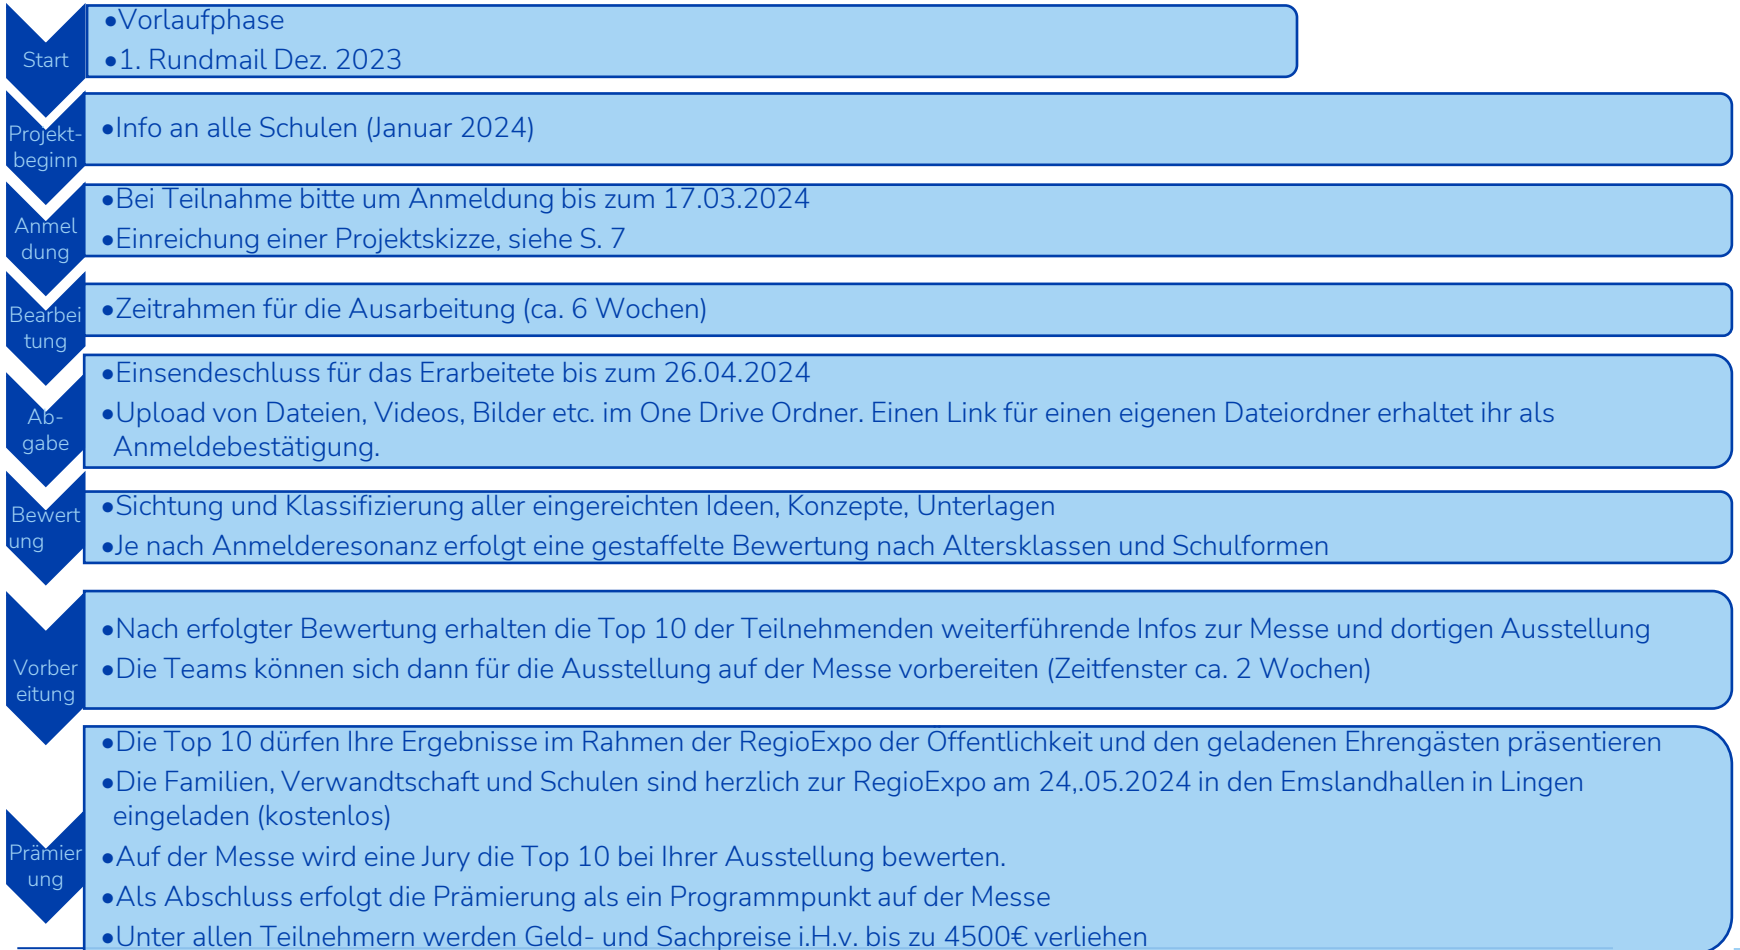 Start
•Vorlaufphase
•1. Rundmail Dez. 2023
Projekt-
beginn
•Info an alle Schulen (Januar 2024)
Anmel
dung
•Bei Teilnahme bitte um Anmeldung bis zum 17.03.2024
•Einreichung einer Projektskizze, siehe S. 7
Bearbei
tung
•Zeitrahmen für die Ausarbeitung (ca. 6 Wochen)
Ab-
gabe
•Einsendeschluss für das Erarbeitete bis zum 26.04.2024
•Upload von Dateien, Videos, Bilder etc. im One Drive Ordner. Einen Link für einen eigenen Dateiordner erhaltet ihr als
Anmeldebestätigung.
Bewert
ung
•Sichtung und Klassifizierung aller eingereichten Ideen, Konzepte, Unterlagen
•Je nach Anmelderesonanz erfolgt eine gestaffelte Bewertung nach Altersklassen und Schulformen
Vorber
eitung
•Nach erfolgter Bewertung erhalten die Top 10 der Teilnehmenden weiterführende Infos zur Messe und dortigen Ausstellung
•Die Teams können sich dann für die Ausstellung auf der Messe vorbereiten (Zeitfenster ca. 2 Wochen)
Prämier
ung
•Die Top 10 dürfen Ihre Ergebnisse im Rahmen der RegioExpo der Öffentlichkeit und den geladenen Ehrengästen präsentieren
•Die Familien, Verwandtschaft und Schulen sind herzlich zur RegioExpo am 24,.05.2024 in den Emslandhallen in Lingen
eingeladen (kostenlos)
•Auf der Messe wird eine Jury die Top 10 bei Ihrer Ausstellung bewerten.
•Als Abschluss erfolgt die Prämierung als ein Programmpunkt auf der Messe
•Unter allen Teilnehmern werden Geld- und Sachpreise i.H.v. bis zu 4500€ verliehen